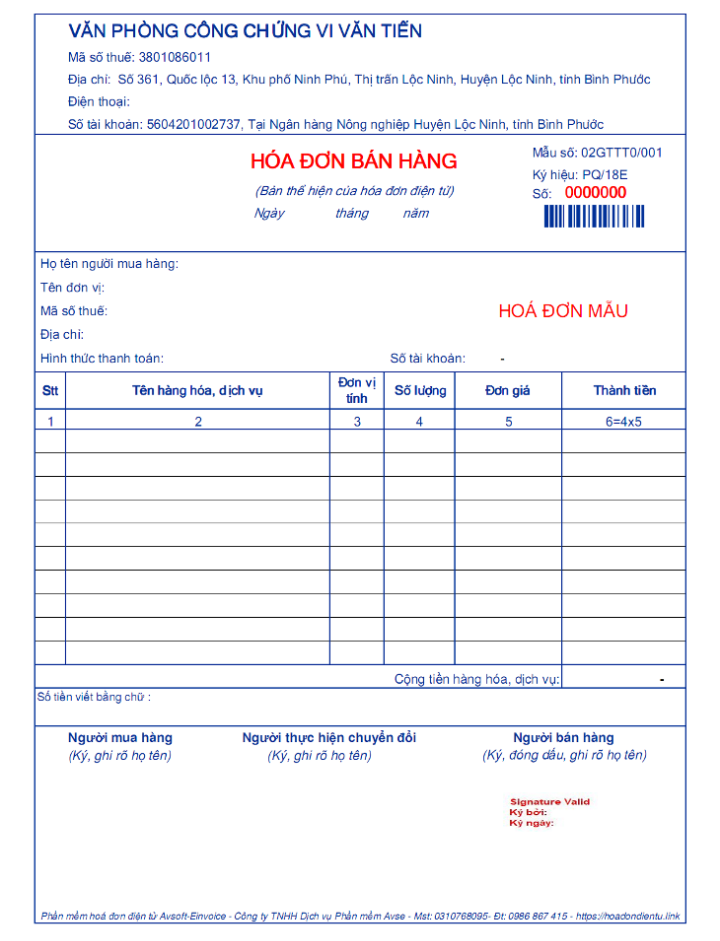 VĂN PHÒNG CÔNG CHỨNG VI VĂN TIẾN
Mã số thuế: 3801086011
Địa chỉ: Số 361, Quốc lộc 13, Khu phố Ninh Phú, Thị trấn Lộc Ninh, Huyện Lộc Ninh, tỉnh Bình Phước
Điện thoại:
Số tài khoản: 5604201002737, Tại Ngân hàng Nông nghiệp Huyện Lộc Ninh, tỉnh Bình Phước
HÓA ĐƠN BÁN HÀNG
Mẫu số: 02GTTT0/001
Ký hiệu: PQ/18E
(Bản thể hiện của hóa đơn điện tử)
Số: 0000000
Ngày tháng năm
Họ tên người mua hàng:
Tên đơn vị:
Mã số thuế:
HOÁ ĐƠN MẪU
Địa chỉ:
Hình thức thanh toán: Số tài khoản: -
Stt Tên hàng hóa, dịch vụ Đơn vị tính Số lượng Đơn giá Thành tiền
1 2 3 4 5 6=4x5
Cộng tiền hàng hóa, dịch vụ: -
Số tiền viết bằng chữ :
Người mua hàng Người thực hiện chuyển đổi Người bán hàng
(Ký, ghi rõ họ tên) (Ký, ghi rõ họ tên) (Ký, đóng dấu, ghi rõ họ tên)
Signature Valid
Ký bởi:
Ký ngày:
Phần mềm hoá đơn điện tử Avsoft-Einvoice - Công ty TNHH Dịch vụ Phần mềm Avse - Mst: 0310768095- Đt: 0986 867 415 - https://hoadondientu.link